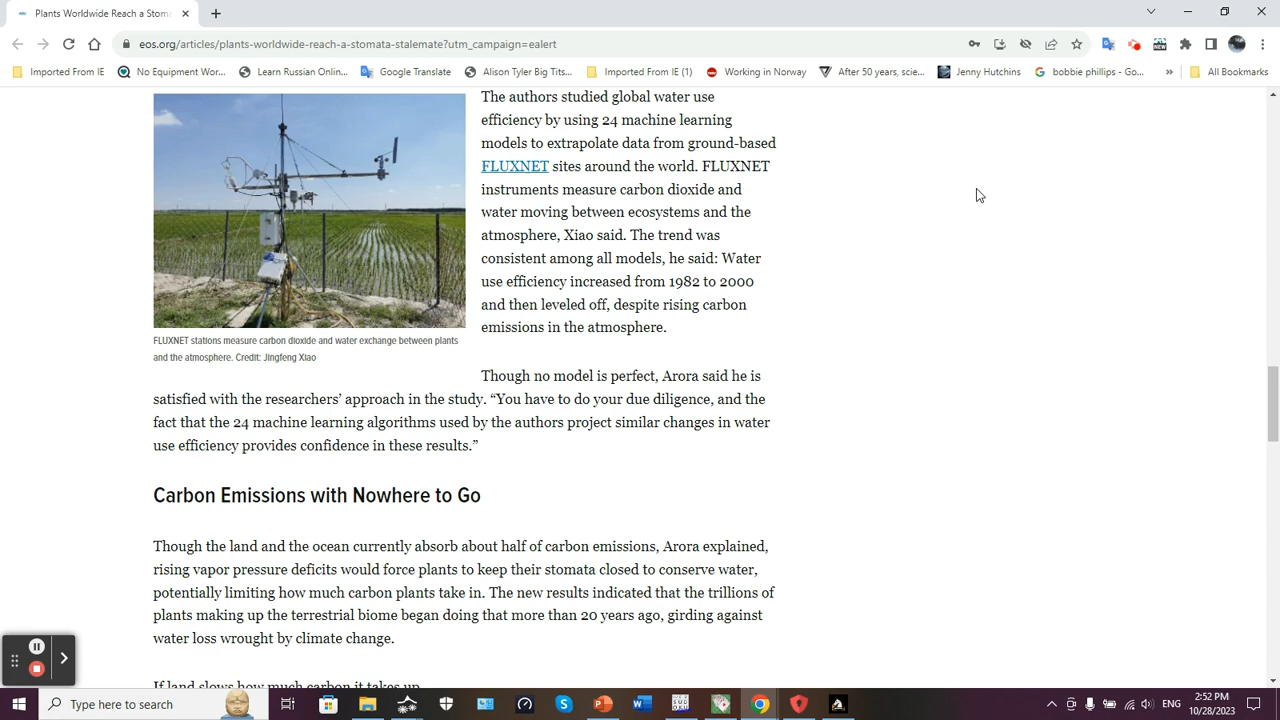 Plants Worldwide Reach a Stoma
eos.org/articles/plants-worldwide-reach-a-stomata-stalemate?utm_campaign=ealert
Imported From IE
No Equipment Wor...
Learn Russian Onlin...
Google Translate
Alison Tyler Big Tits...
Imported From IE (1)
Working in Norway
After 50 years, scie...
Jenny Hutchins
bobbie phillips - Go...
»
All Bookmarks
The authors studied global water use
efficiency by using 24 machine learning
models to extrapolate data from ground-based
FLUXNET sites around the world. FLUXNET
instruments measure carbon dioxide and
water moving between ecosystems and the
atmosphere, Xiao said. The trend was
consistent among all models, he said: Water
use efficiency increased from 1982 to 2000
and then leveled off, despite rising carbon
emissions in the atmosphere.
FLUXNET stations measure carbon dioxide and water exchange between plants
and the atmosphere. Credit: Jingfeng Xiao
Though no model is perfect, Arora said he is
satisfied with the researchers’ approach in the study. “You have to do your due diligence, and the
fact that the 24 machine learning algorithms used by the authors project similar changes in water
use efficiency provides confidence in these results.”
Carbon Emissions with Nowhere to Go
Though the land and the ocean currently absorb about half of carbon emissions, Arora explained,
rising vapor pressure deficits would force plants to keep their stomata closed to conserve water,
potentially limiting how much carbon plants take in. The new results indicated that the trillions of
plants making up the terrestrial biome began doing that more than 20 years ago, girding against
water loss wrought by climate change.
If land slows how much carbon it takes up
Type here to search
ENG
2:52 PM
10/28/2023